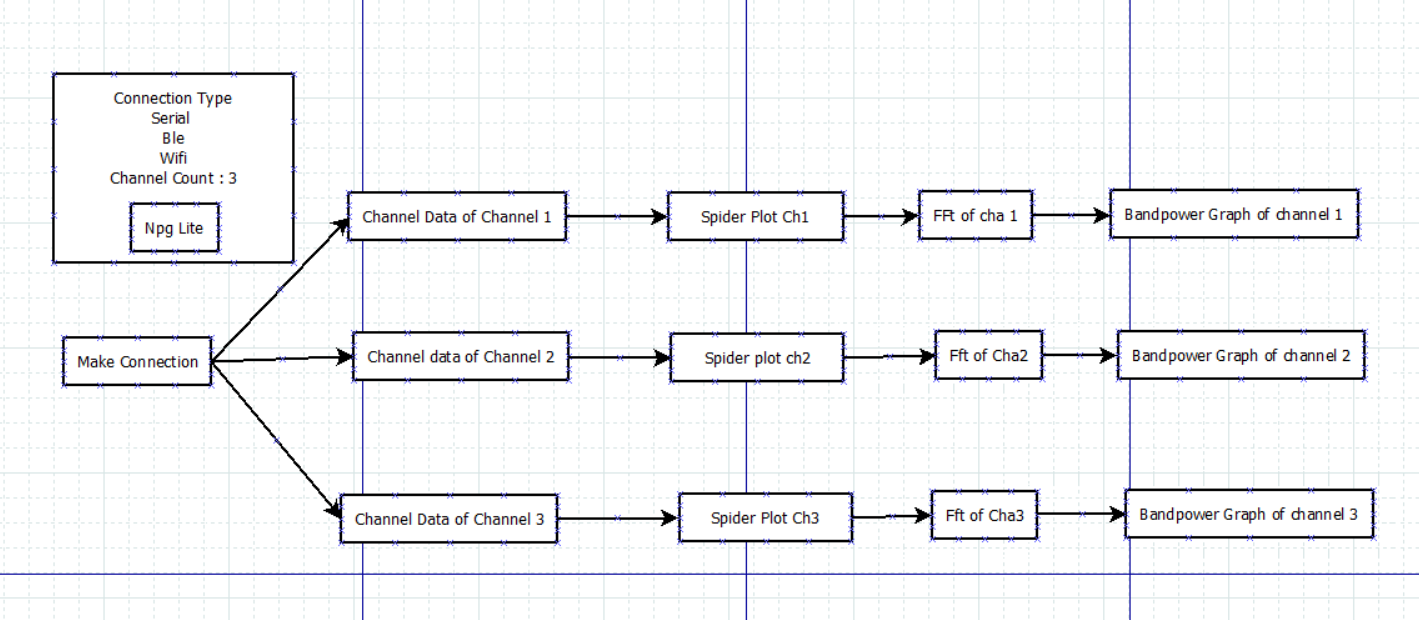 Connection Type
Serial
Ble
Wifi
Channel Count : 3
Npg Lite
Make Connection
Channel Data of Channel 1
Spider Plot Ch1
FFt of cha 1
Bandpower Graph of channel 1
Channel data of Channel 2
Spider plot ch2
Fft of Cha2
Bandpower Graph of channel 2
Channel Data of Channel 3
Spider Plot Ch3
Fft of Cha3
Bandpower Graph of channel 3